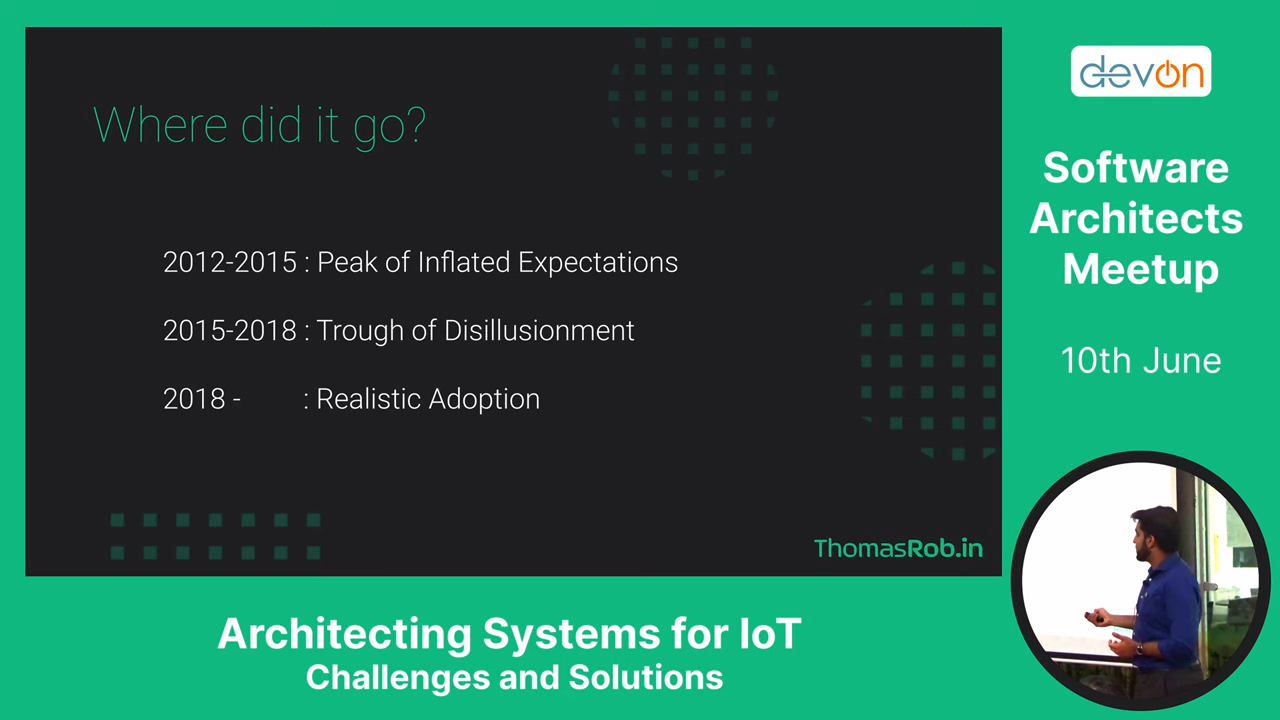 Where did it go?
2012-2015 : Peak of Inflated Expectations
2015-2018 : Trough of Disillusionment
2018 - : Realistic Adoption
ThomasRob.in
devon
Software
Architects
Meetup
10th June
Architecting Systems for IoT
Challenges and Solutions